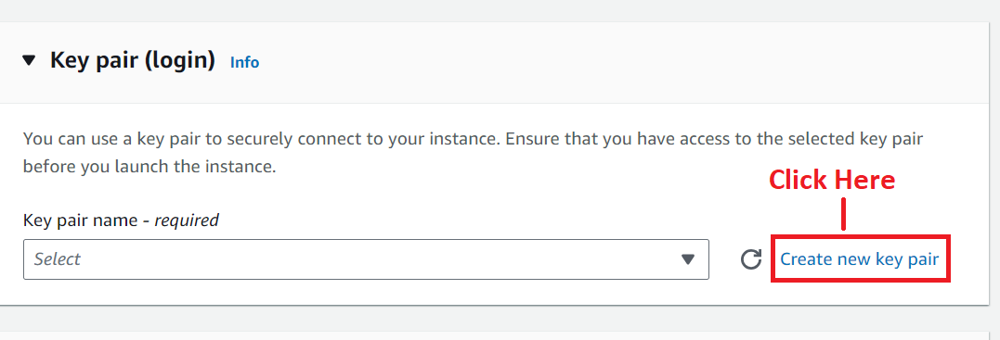 Key pair (login) Info
You can use a key pair to securely connect to your instance. Ensure that you have access to the selected key pair
before you launch the instance.
Click Here
Key pair name - required
Select
Create new key pair